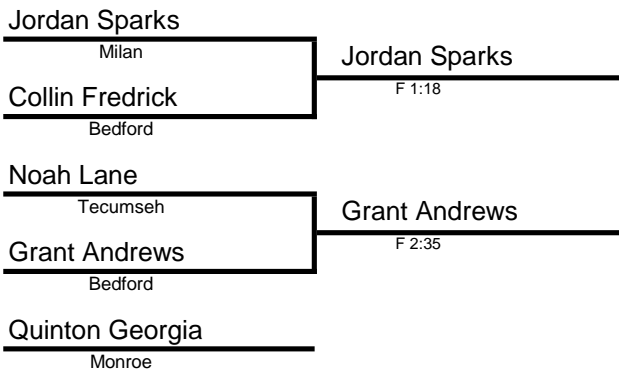 Jordan Sparks
Milan
Jordan Sparks
F 1:18
Collin Fredrick
Bedford
Noah Lane
Tecumseh
Grant Andrews
F 2:35
Grant Andrews
Bedford
Quinton Georgia
Monroe